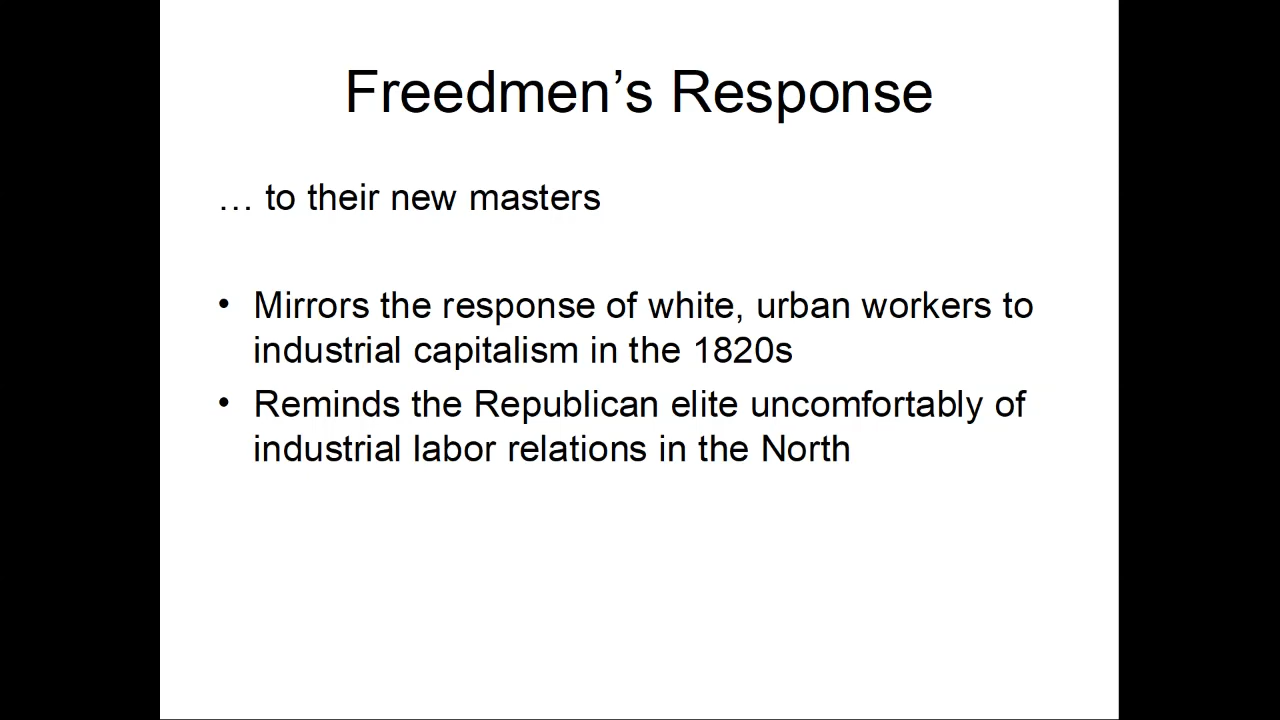 Freedmen’s Response
… to their new masters
• Mirrors the response of white, urban workers to
industrial capitalism in the 1820s
• Reminds the Republican elite uncomfortably of
industrial labor relations in the North